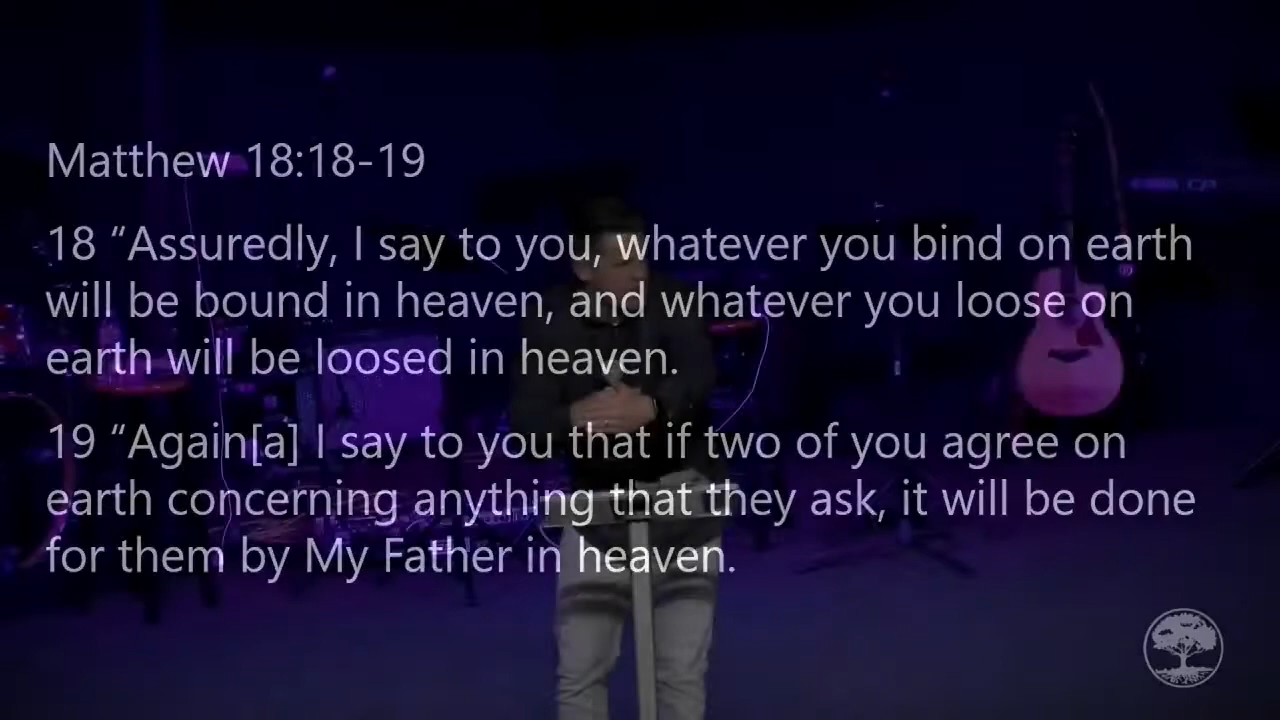 Matthew 18:18-19
18 “Assuredly, I say to you, whatever you bind on earth
will be bound in heaven, and whatever you loose on
earth will be loosed in heaven.
19 “Again[a] I say to you that if two of you agree on
earth concerning anything that they ask, it will be done
for them by My Father in heaven.